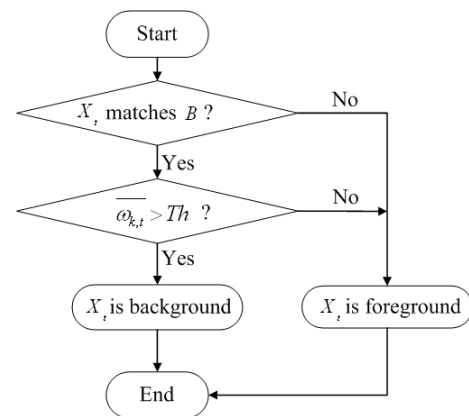 Start
X_t matches B ?
No
Yes
\overline{ω_{k,t}} > Th ?
No
Yes
X_t is background
X_t is foreground
End